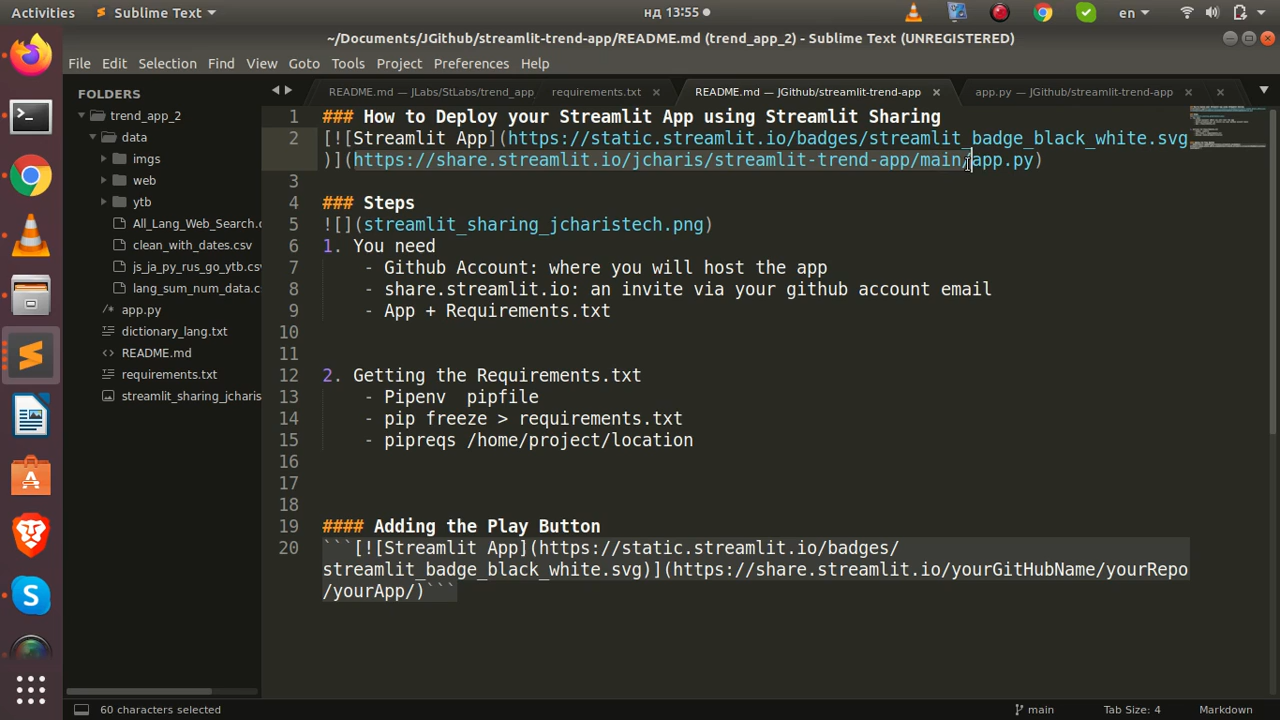 Activities
Sublime Text
нд 13:55
en
~/Documents/JGithub/streamlit-trend-app/README.md (trend_app_2) - Sublime Text (UNREGISTERED)
File Edit Selection Find View Goto Tools Project Preferences Help
FOLDERS
trend_app_2
data
imgs
web
ytb
All_Lang_Web_Search.c
clean_with_dates.csv
js_ja_py_rus_go_ytb.csv
lang_sum_num_data.cs
app.py
dictionary_lang.txt
README.md
requirements.txt
streamlit_sharing_jcharis
README.md — JLabs/StLabs/trend_app
requirements.txt
README.md — JGithub/streamlit-trend-app
app.py — JGithub/streamlit-trend-app
1 ### How to Deploy your Streamlit App using Streamlit Sharing
2 [![Streamlit App](https://static.streamlit.io/badges/streamlit_badge_black_white.svg
)](https://share.streamlit.io/jcharis/streamlit-trend-app/main/app.py)
3
4 ### Steps
5 ![](streamlit_sharing_jcharistech.png)
6 1. You need
7 - Github Account: where you will host the app
8 - share.streamlit.io: an invite via your github account email
9 - App + Requirements.txt
10
11
12 2. Getting the Requirements.txt
13 - Pipenv  pipfile
14 - pip freeze > requirements.txt
15 - pipreqs /home/project/location
16
17
18
19 #### Adding the Play Button
20 ```[![Streamlit App](https://static.streamlit.io/badges/
streamlit_badge_black_white.svg)](https://share.streamlit.io/yourGitHubName/yourRepo
/yourApp/)```
60 characters selected
main
Tab Size: 4
Markdown